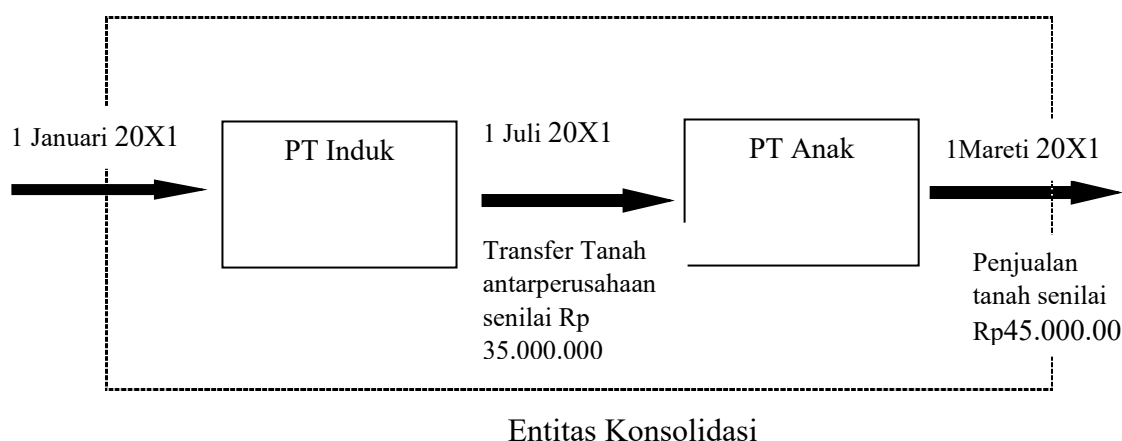 1 Januari 20X1
PT Induk
1 Juli 20X1
Transfer Tanah
antarperusahaan
senilai Rp
35.000.000
PT Anak
1Mareti 20X1
Penjualan
tanah senilai
Rp45.000.00
Entitas Konsolidasi